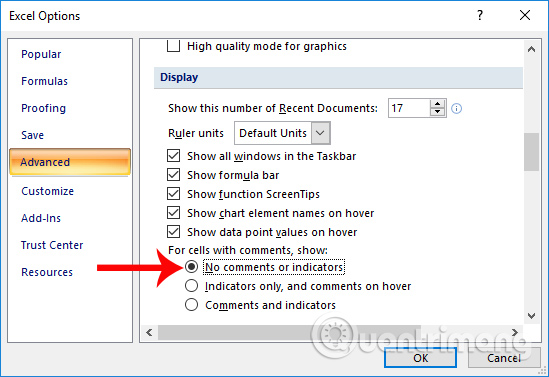 Excel Options
Popular
Formulas
Proofing
Save
Advanced
Customize
Add-Ins
Trust Center
Resources
High quality mode for graphics
Display
Show this number of Recent Documents: 17
Ruler units Default Units
Show all windows in the Taskbar
Show formula bar
Show function ScreenTips
Show chart element names on hover
Show data point values on hover
For cells with comments, show:
No comments or indicators
Indicators only, and comments on hover
Comments and indicators
Quantrimang
OK Cancel